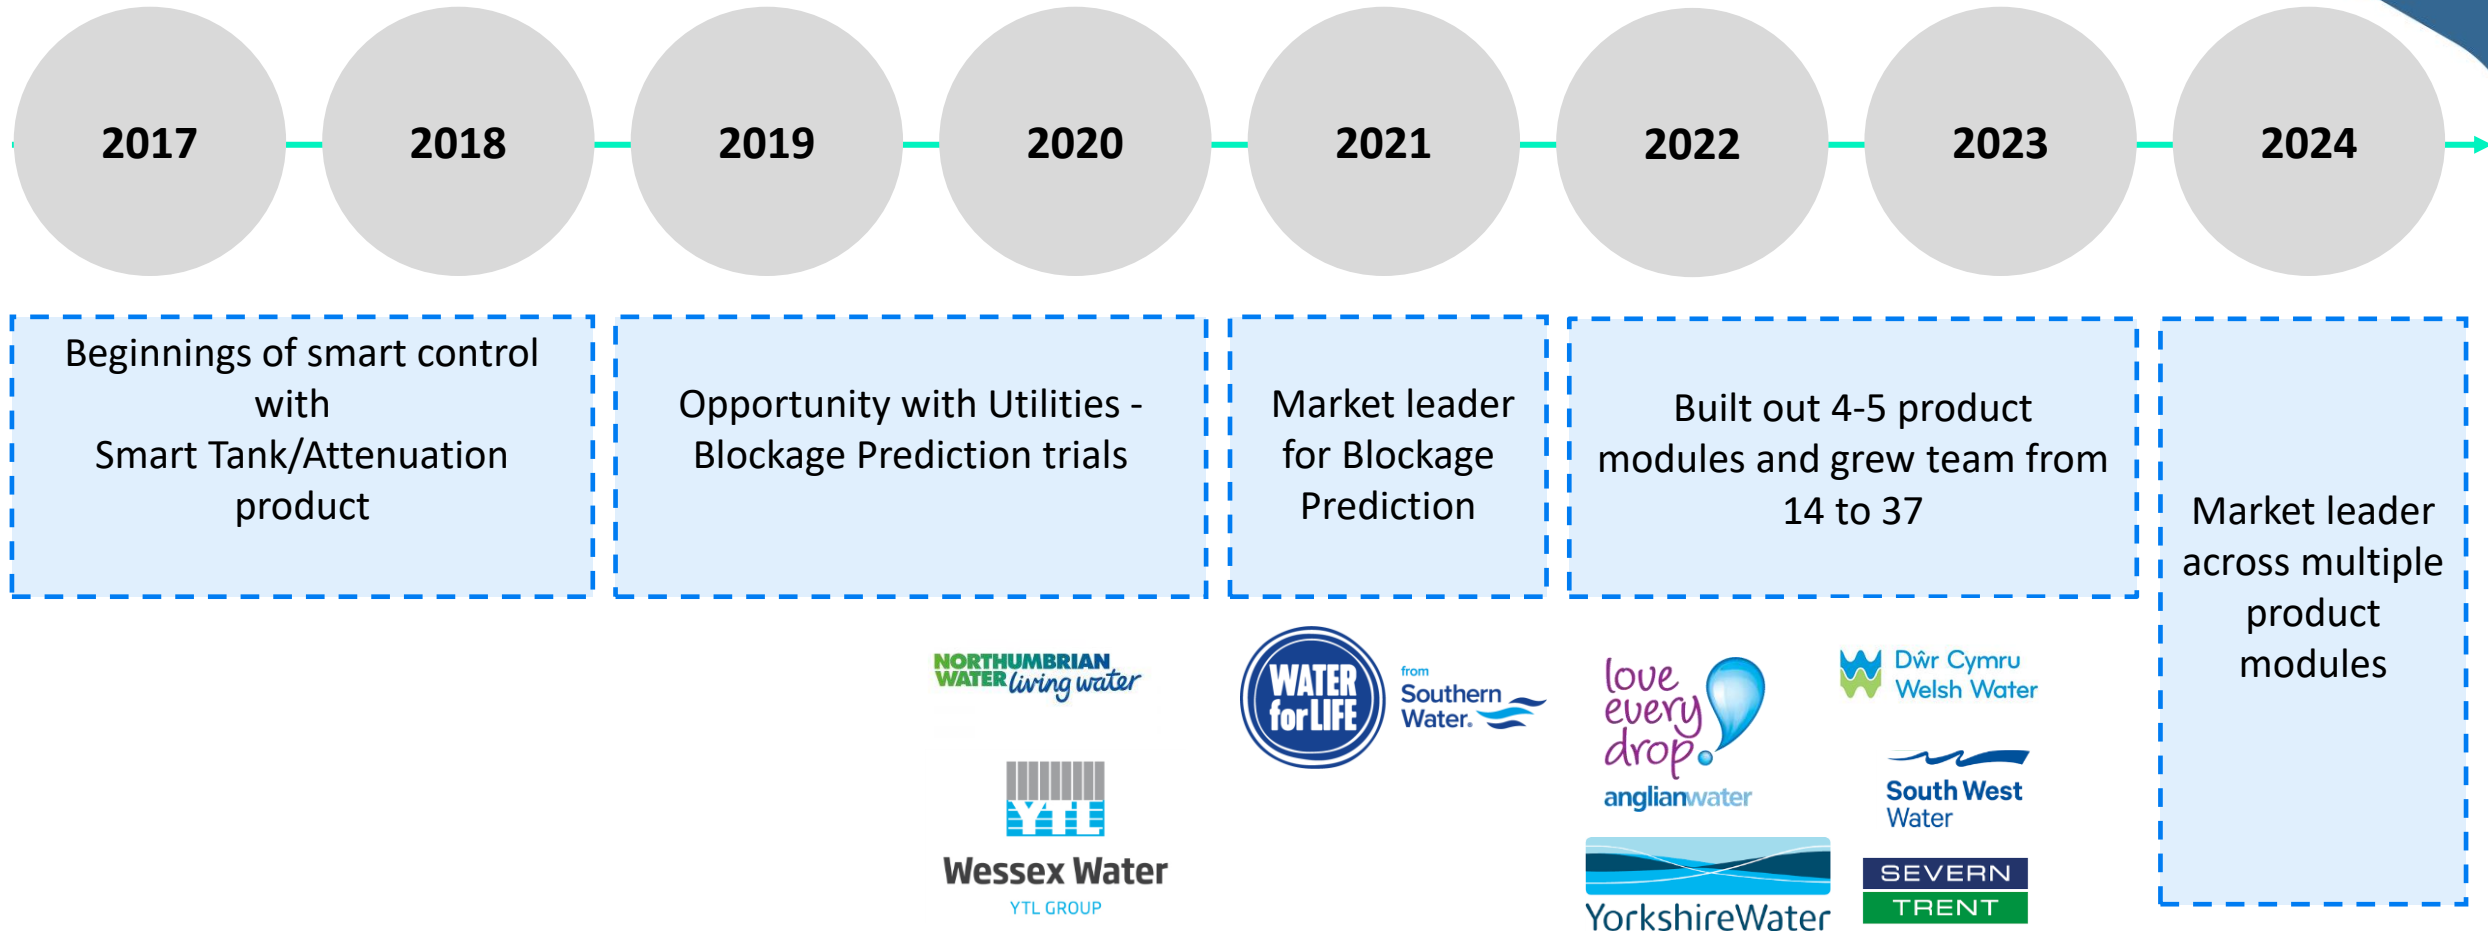 2017
2018
2019
2020
2021
2022
2023
2024
Beginnings of smart control
with
Smart Tank/Attenuation
product
Opportunity with Utilities -
Blockage Prediction trials
Market leader
for Blockage
Prediction
Built out 4-5 product
modules and grew team from
14 to 37
Market leader
across multiple
product
modules
NORTHUMBRIAN
WATER living water
YTL
Wessex Water
YTL GROUP
WATER
for LIFE
from
Southern
Water.
love
every
drop.
anglianwater
YorkshireWater
Dŵr Cymru
Welsh Water
South West
Water
SEVERN
TRENT